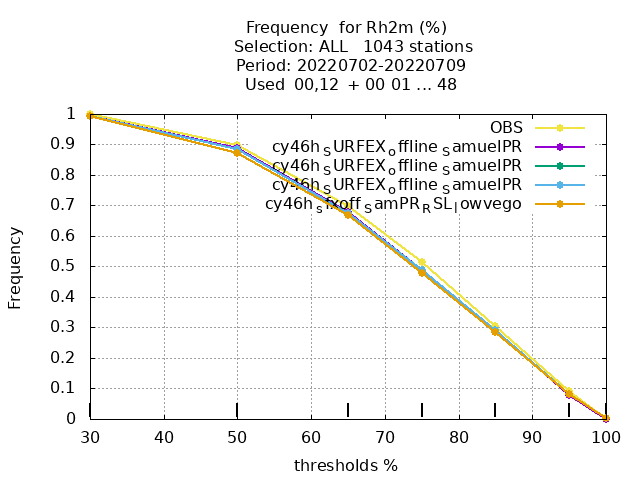 Frequency for Rh2m (%)
Selection: ALL 1043 stations
Period: 20220702-20220709
Used 00,12 + 00 01 ... 48
OBS
cy46h_SURFEX_offline_SamuelPR
cy46h_SURFEX_offline_SamuelPR
cy46h_SURFEX_offline_SamuelPR
cy46h_sfxoff_SamPR_RSL_lowvego
1
0.9
0.8
0.7
0.6
0.5
0.4
0.3
0.2
0.1
0
Frequency
30 40 50 60 70 80 90 100
thresholds %